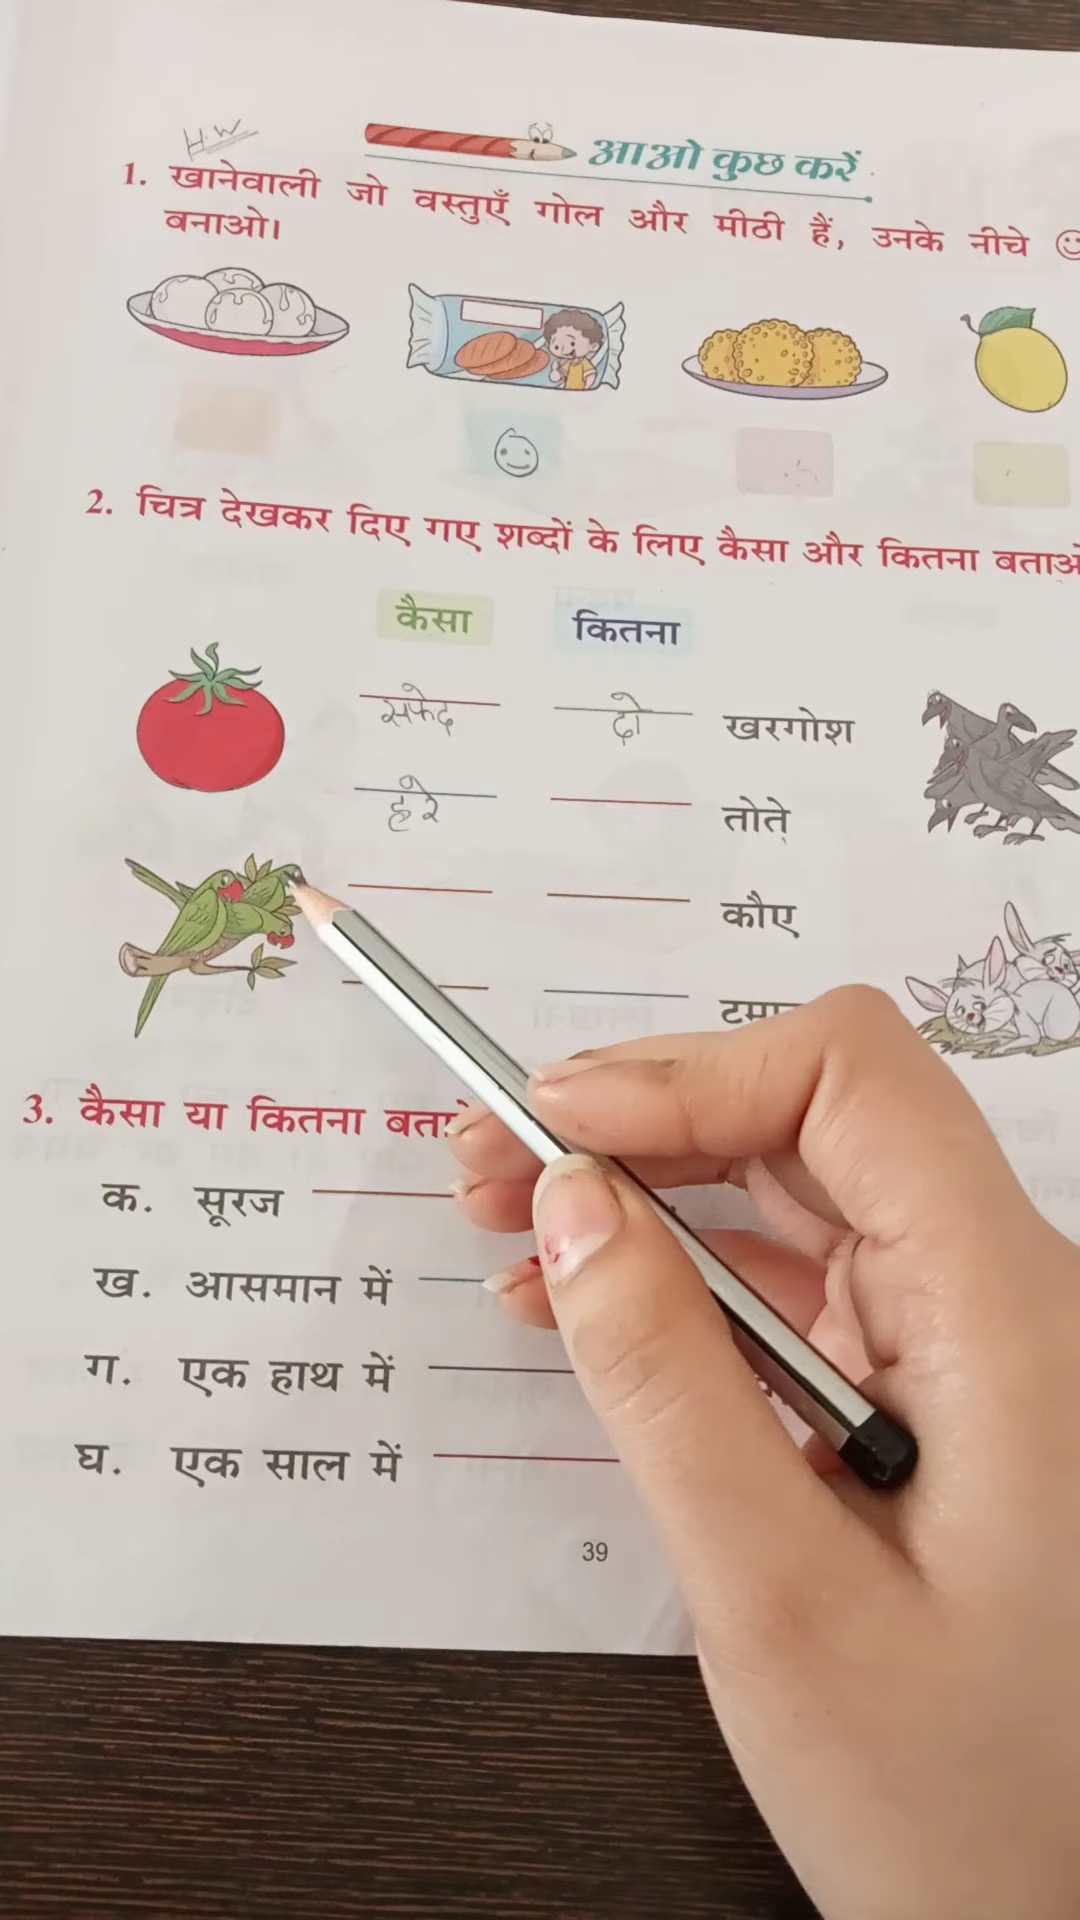 H.W
आओ कुछ करें
1. खानेवाली जो वस्तुएँ गोल और मीठी हैं, उनके नीचे ☺
बनाओ।
2. चित्र देखकर दिए गए शब्दों के लिए कैसा और कितना
कैसा कितना
सफेद दो खरगोश
हरे तोते
कौए
3. कैसा या कितना
क. सूरज
ख. आसमान में
ग. एक हाथ में
घ. एक साल में
39